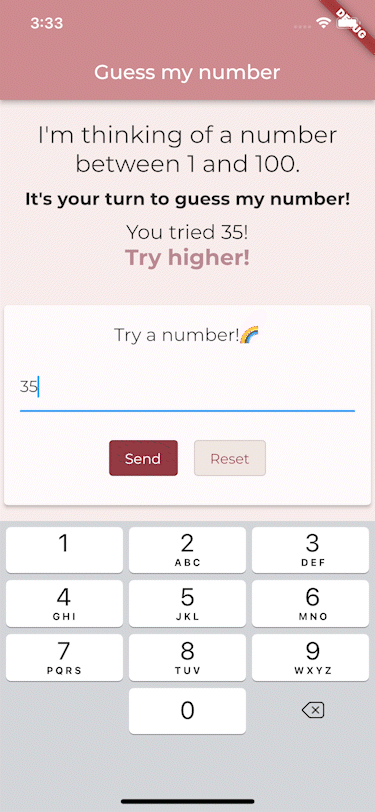 3:33
DEBUG
Guess my number
I'm thinking of a number
between 1 and 100.
It's your turn to guess my number!
You tried 35!
Try higher!
Try a number!🌈
35
Send Reset
1 2 3
ABC DEF
4 5 6
GHI JKL MNO
7 8 9
PQRS TUV WXYZ
0